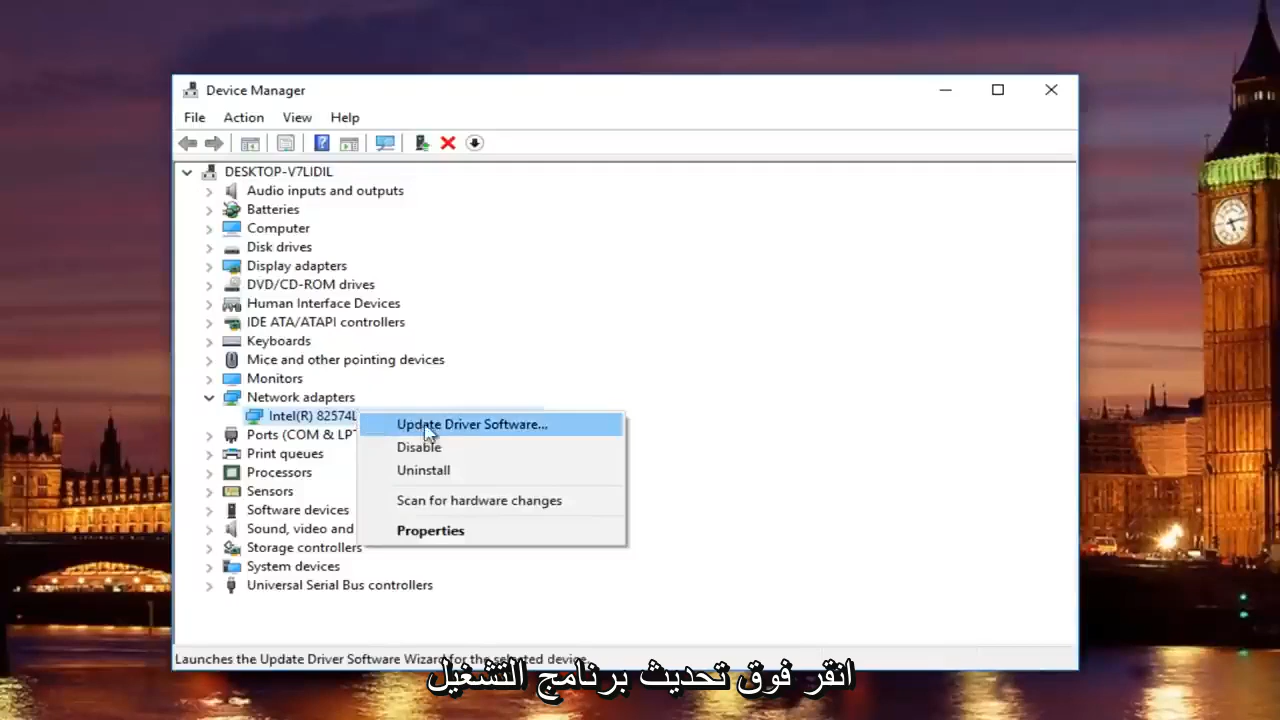 Device Manager
File Action View Help
DESKTOP-V7LIDIL
Audio inputs and outputs
Batteries
Computer
Disk drives
Display adapters
DVD/CD-ROM drives
Human Interface Devices
IDE ATA/ATAPI controllers
Keyboards
Mice and other pointing devices
Monitors
Network adapters
Intel(R) 82574L
Update Driver Software...
Disable
Uninstall
Scan for hardware changes
Properties
Ports (COM & LPT
Print queues
Processors
Sensors
Software devices
Sound, video and
Storage controllers
System devices
Universal Serial Bus controllers
Launches the Update Driver Software Wizard for the selected device.
انقر فوق تحديث برنامج التشغيل